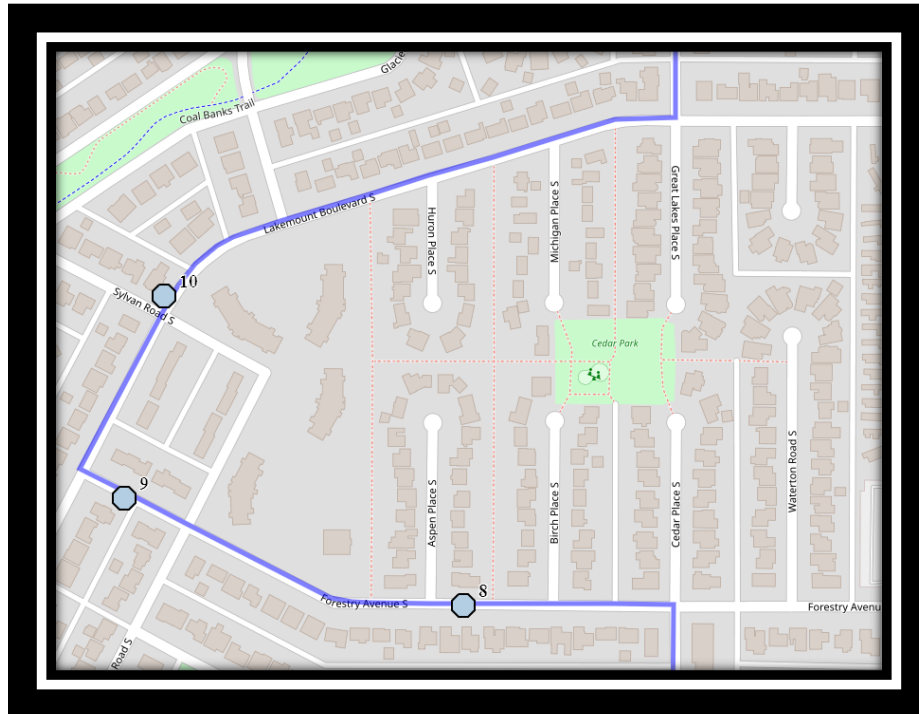 Glacie
Coal Banks Trail
Lakemount Boulevard S
Huron Place S
Michigan Place S
Great Lakes Place S
10
Sylvan Road S
Cedar Park
9
Aspen Place S
Birch Place S
Cedar Place S
Waterton Road S
8
Forestry Avenue S
Forestry Avenu
Road S